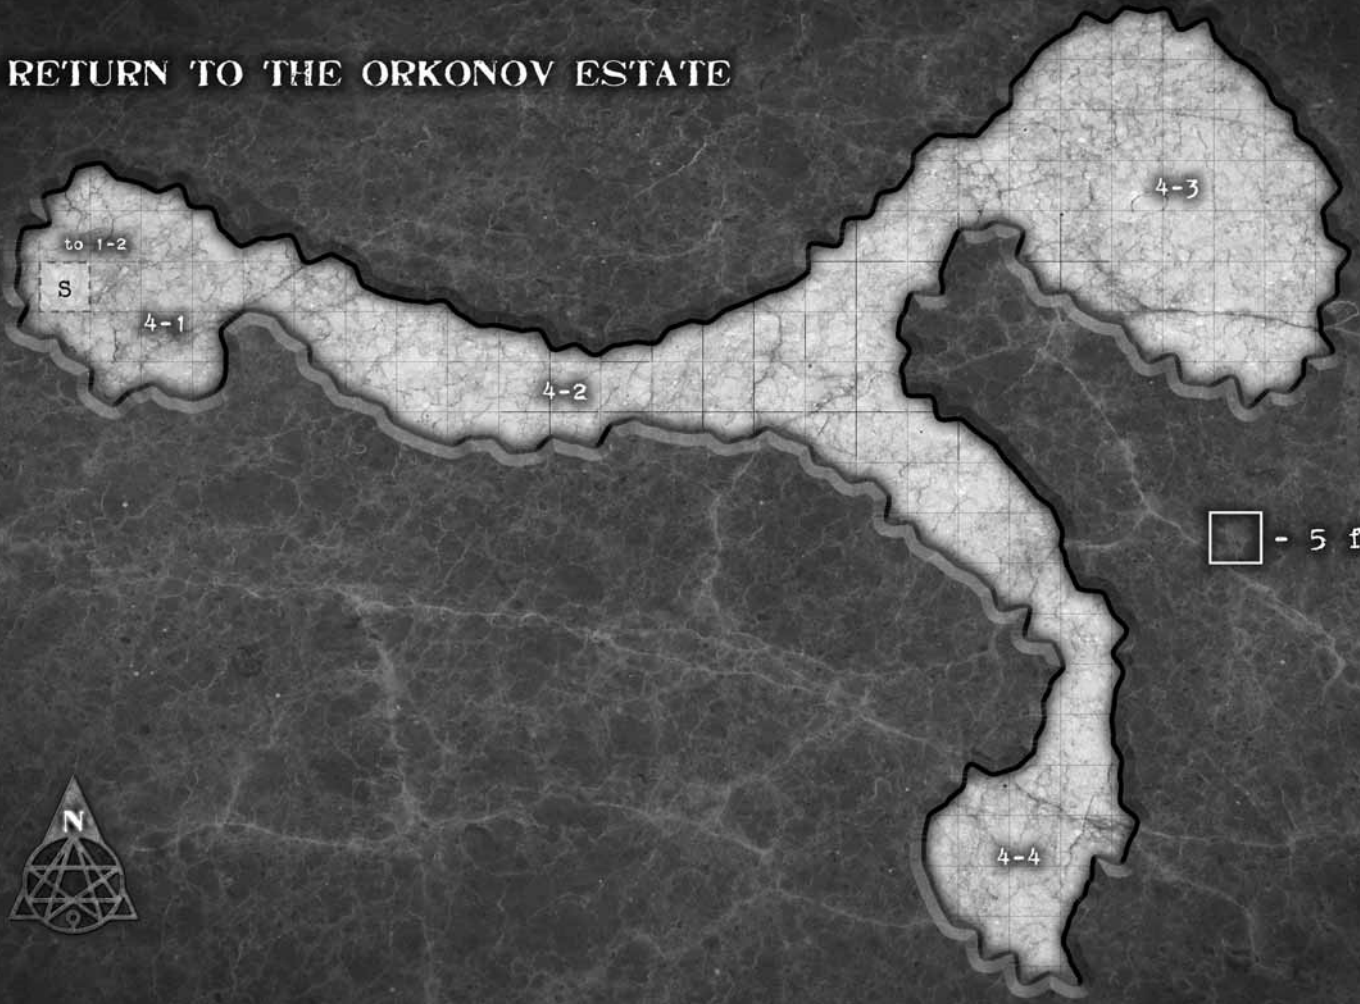 RETURN TO THE ORKONOV ESTATE
4-3
to 1-2
S
4-1
4-2
- 5 f
N
4-4